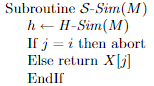 Subroutine 𝒮-Sim(M)
h ← H-Sim(M)
If j = i then abort
Else return X[j]
EndIf